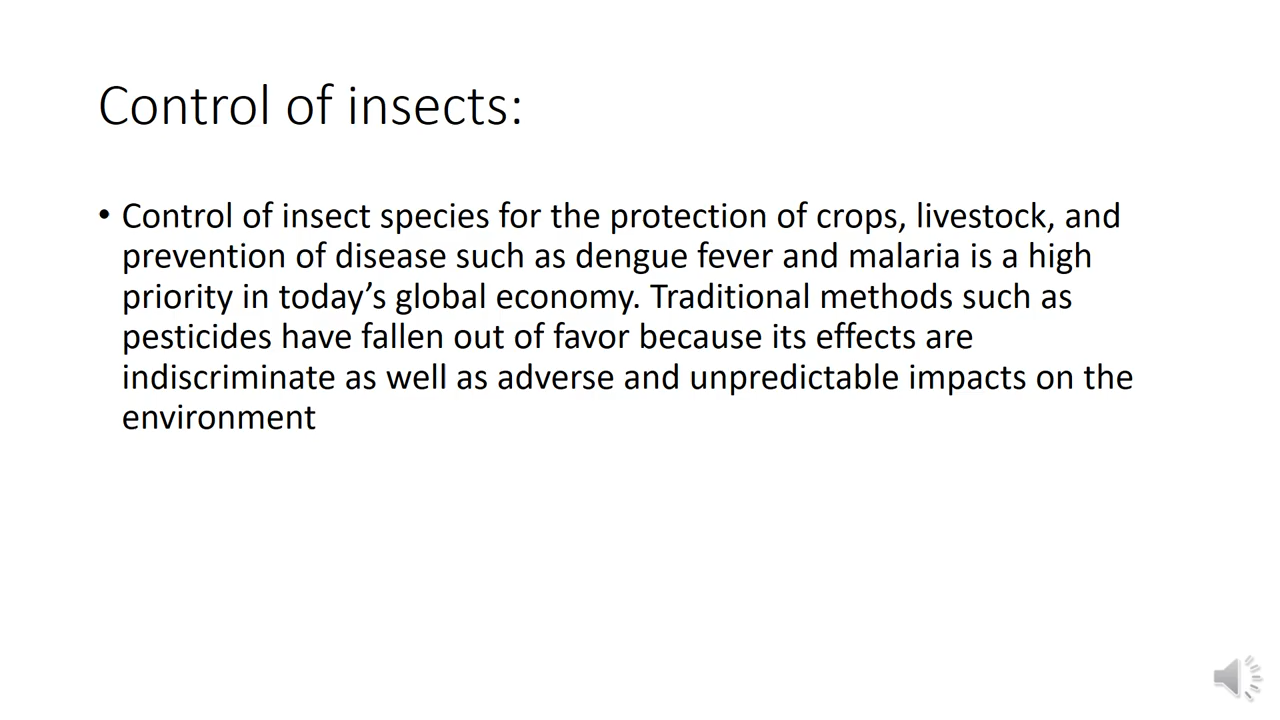 Control of insects:
• Control of insect species for the protection of crops, livestock, and
prevention of disease such as dengue fever and malaria is a high
priority in today’s global economy. Traditional methods such as
pesticides have fallen out of favor because its effects are
indiscriminate as well as adverse and unpredictable impacts on the
environment